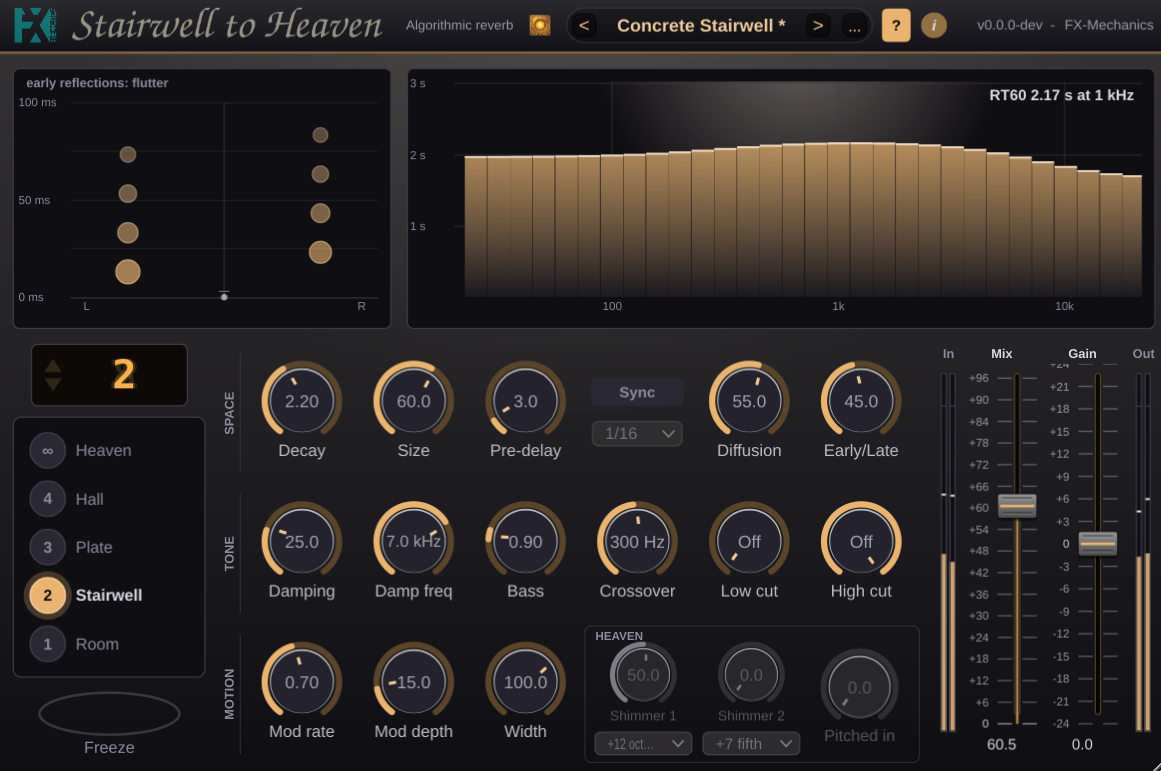 FX MECHANICS Stairwell to Heaven Algorithmic reverb < Concrete Stairwell * > ... ? i v0.0.0-dev - FX-Mechanics
early reflections: flutter
100 ms
50 ms
0 ms
L R
3 s
2 s
1 s
RT60 2.17 s at 1 kHz
100 1k 10k
2
∞ Heaven
4 Hall
3 Plate
2 Stairwell
1 Room
Freeze
SPACE
2.20 60.0 3.0 Sync 55.0 45.0
1/16
Decay Size Pre-delay Diffusion Early/Late
TONE
25.0 7.0 kHz 0.90 300 Hz Off Off
Damping Damp freq Bass Crossover Low cut High cut
MOTION
0.70 15.0 100.0
Mod rate Mod depth Width
HEAVEN
50.0 0.0 0.0
Shimmer 1 Shimmer 2 Pitched in
+12 oct... +7 fifth
In Mix Gain Out
+96
+90
+84
+78
+72
+66
+60
+54
+48
+42
+36
+30
+24
+18
+12
+6
0
60.5
+24
+21
+18
+15
+12
+9
+6
+3
0
-3
-6
-9
-12
-15
-18
-21
-24
0.0